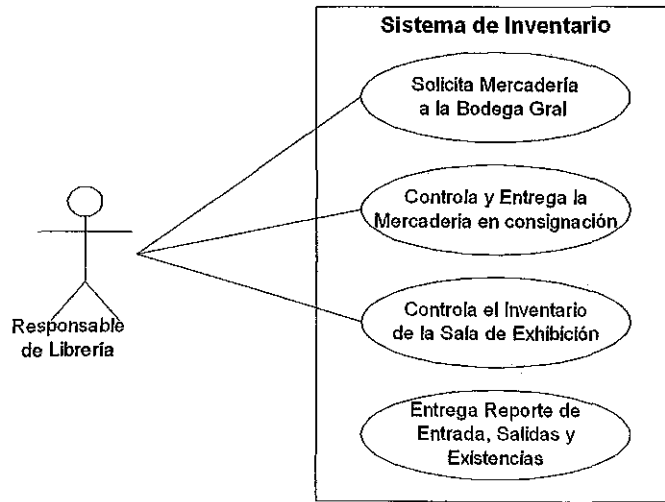 Sistema de Inventario
Solicita Mercadería
a la Bodega Gral
Controla y Entrega la
Mercaderia en consignación
Controla el Inventario
de la Sala de Exhibición
Entrega Reporte de
Entrada, Salidas y
Existencias
Responsable
de Librería